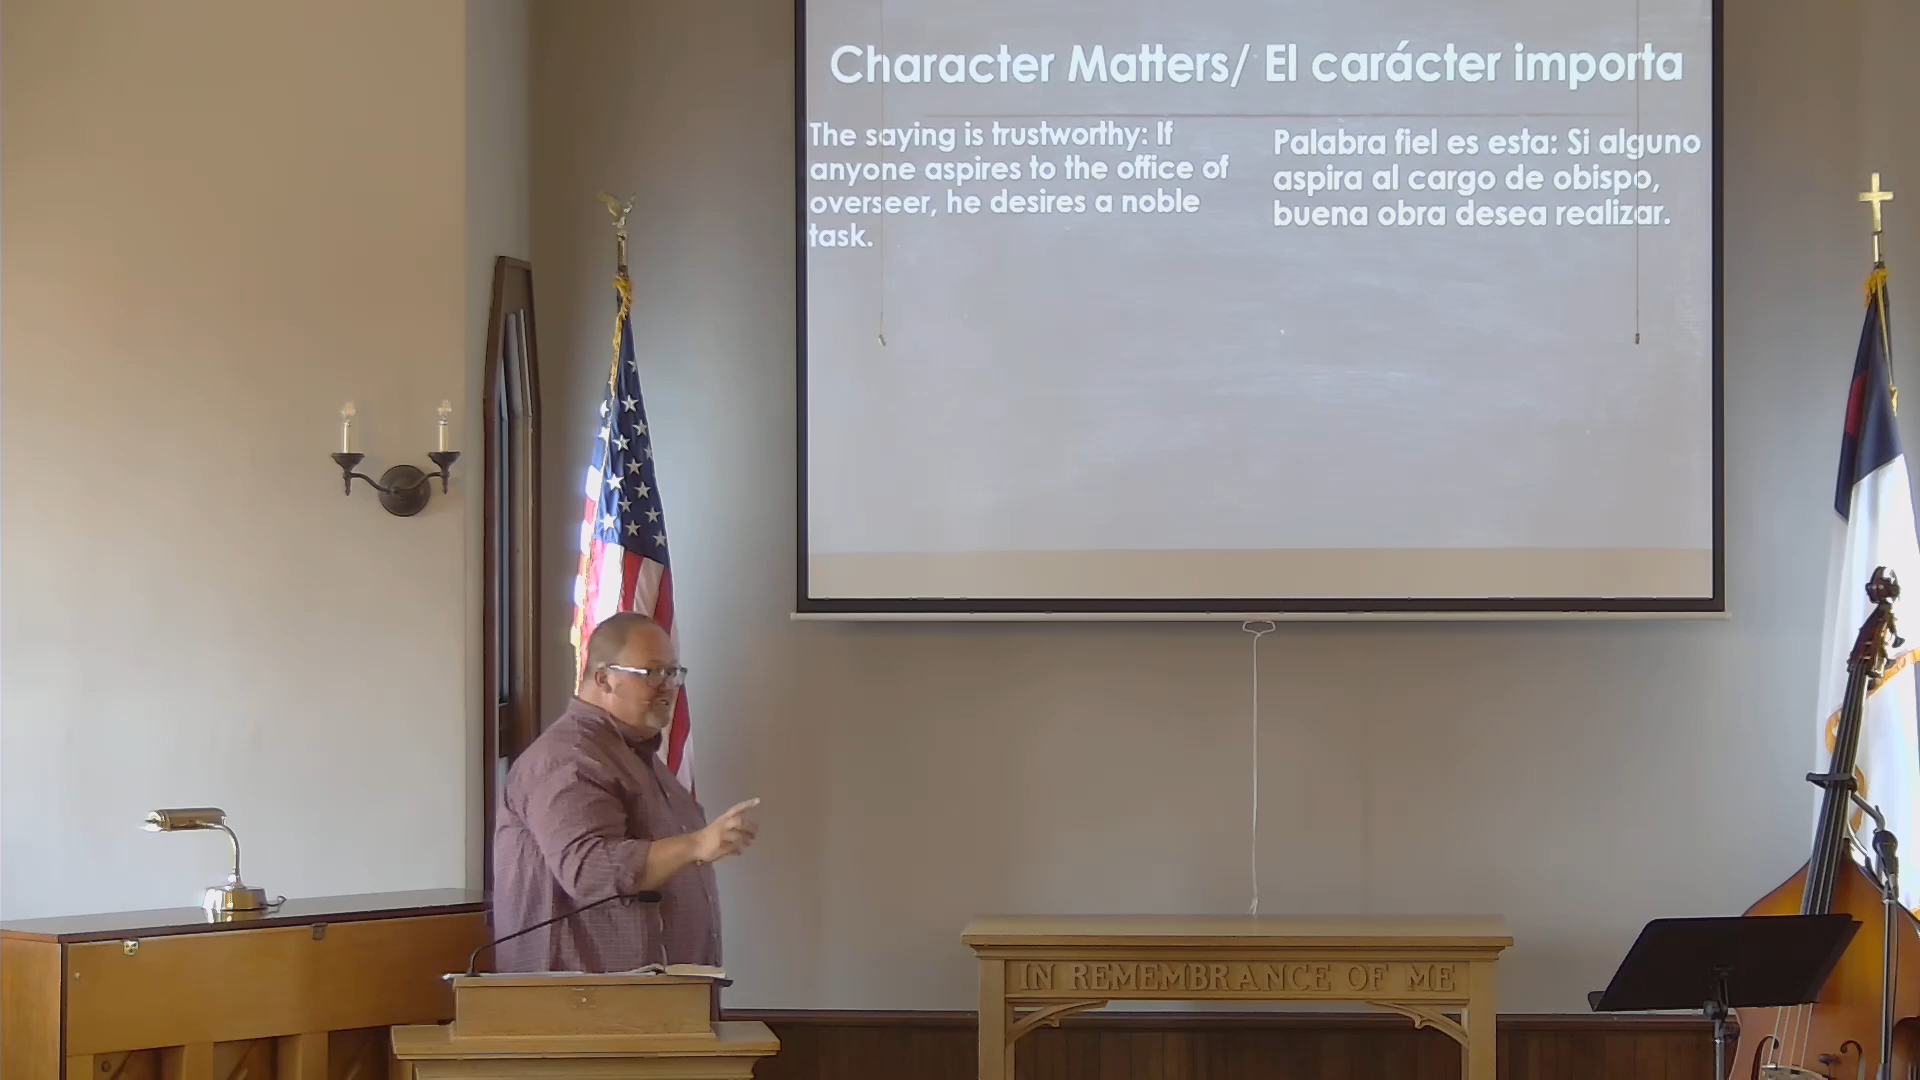 Character Matters/ El carácter importa
The saying is trustworthy: If
anyone aspires to the office of
overseer, he desires a noble
task.
Palabra fiel es esta: Si alguno
aspira al cargo de obispo,
buena obra desea realizar.
IN REMEMBRANCE OF ME